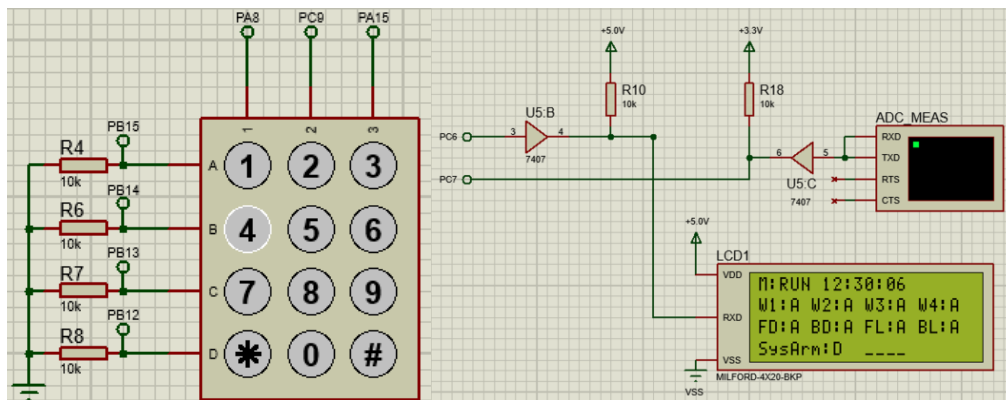 PA8 PC9 PA15
1 2 3
PB15
R4
10k
A
1 2 3
PB14
R6
10k
B
4 5 6
PB13
R7
10k
C
7 8 9
PB12
R8
10k
D
* 0 #
+5.0V
R10
10k
+3.3V
R18
10k
U5:B
PC6
3 4
7407
PC7
6 5
U5:C
7407
ADC_MEAS
RXD
TXD
RTS
CTS
+5.0V
LCD1
VDD
RXD
VSS
M:RUN 12:30:06
W1:A W2:A W3:A W4:A
FD:A BD:A FL:A BL:A
SysArm:D ____
MILFORD-4X20-BKP
VSS